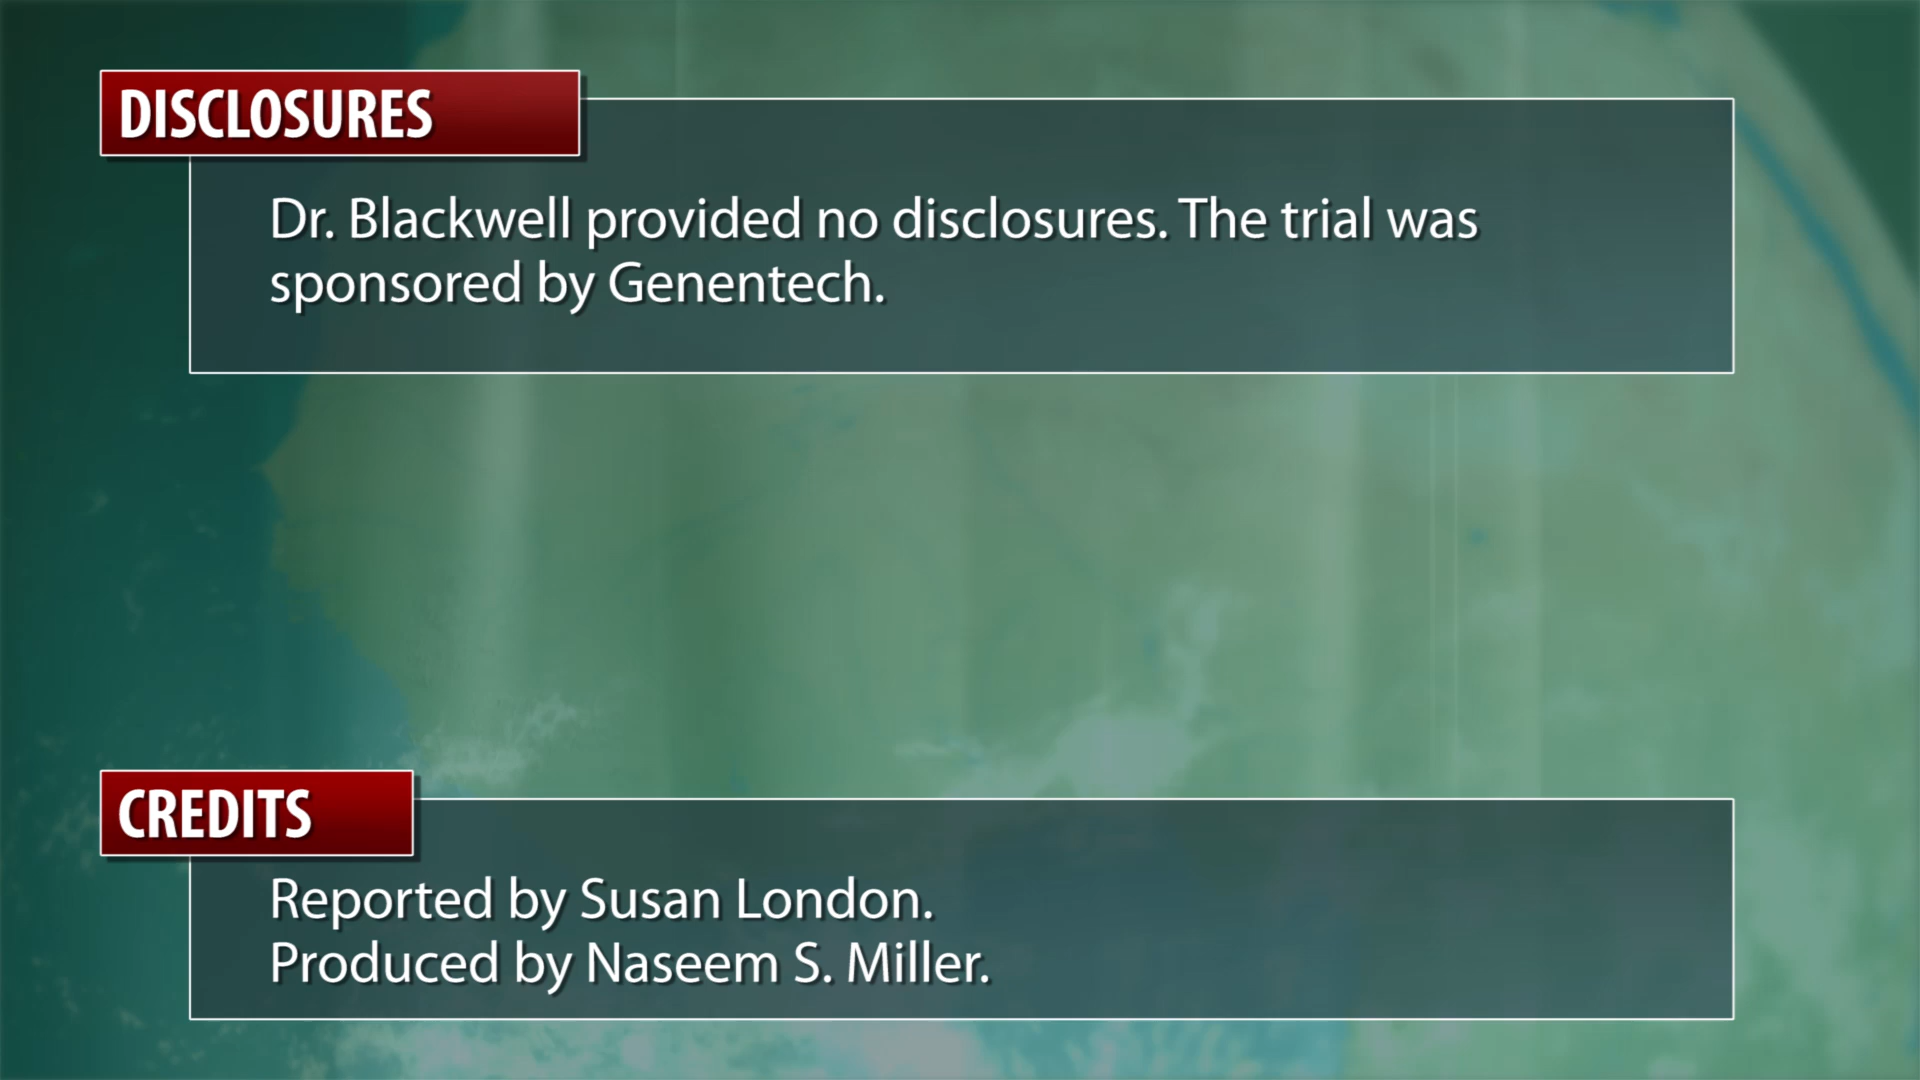 DISCLOSURES
Dr. Blackwell provided no disclosures. The trial was
sponsored by Genentech.
CREDITS
Reported by Susan London.
Produced by Naseem S. Miller.